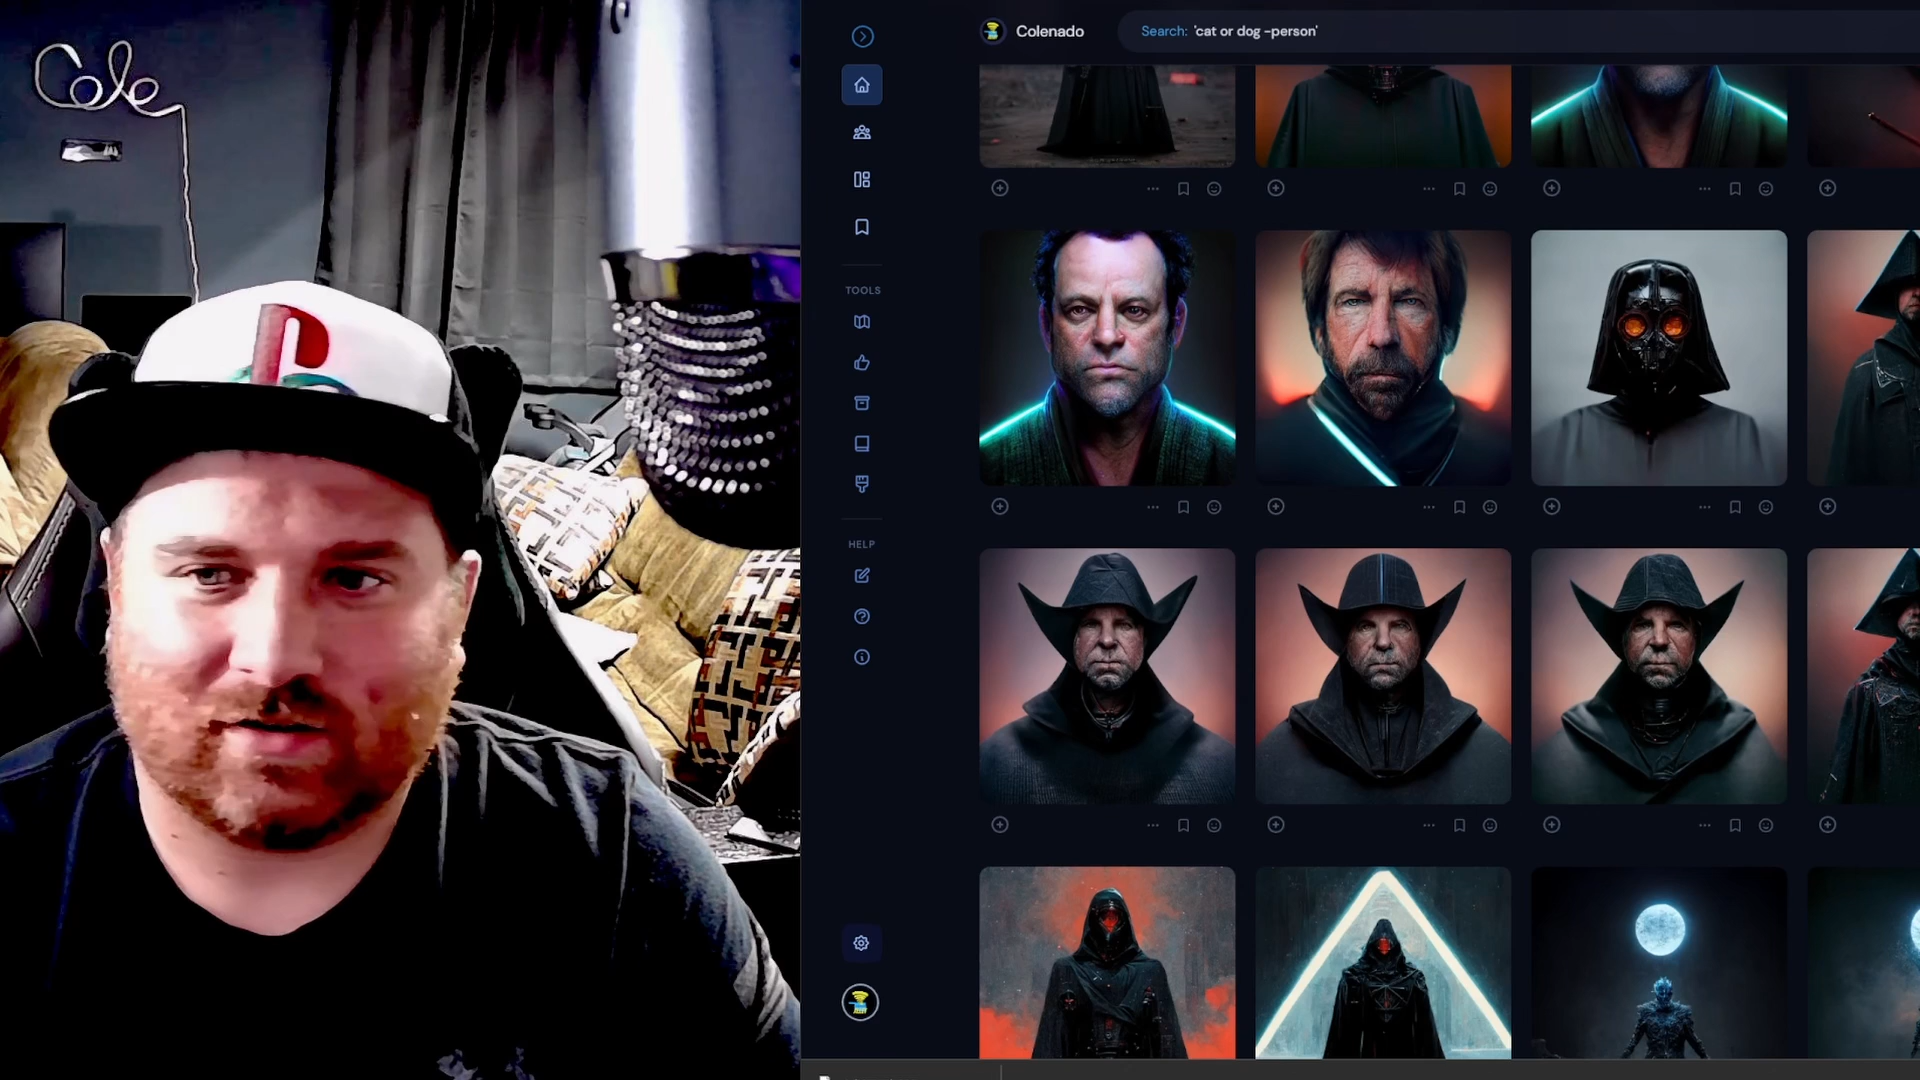 Cole
Colenado
Search: 'cat or dog -person'
TOOLS
HELP